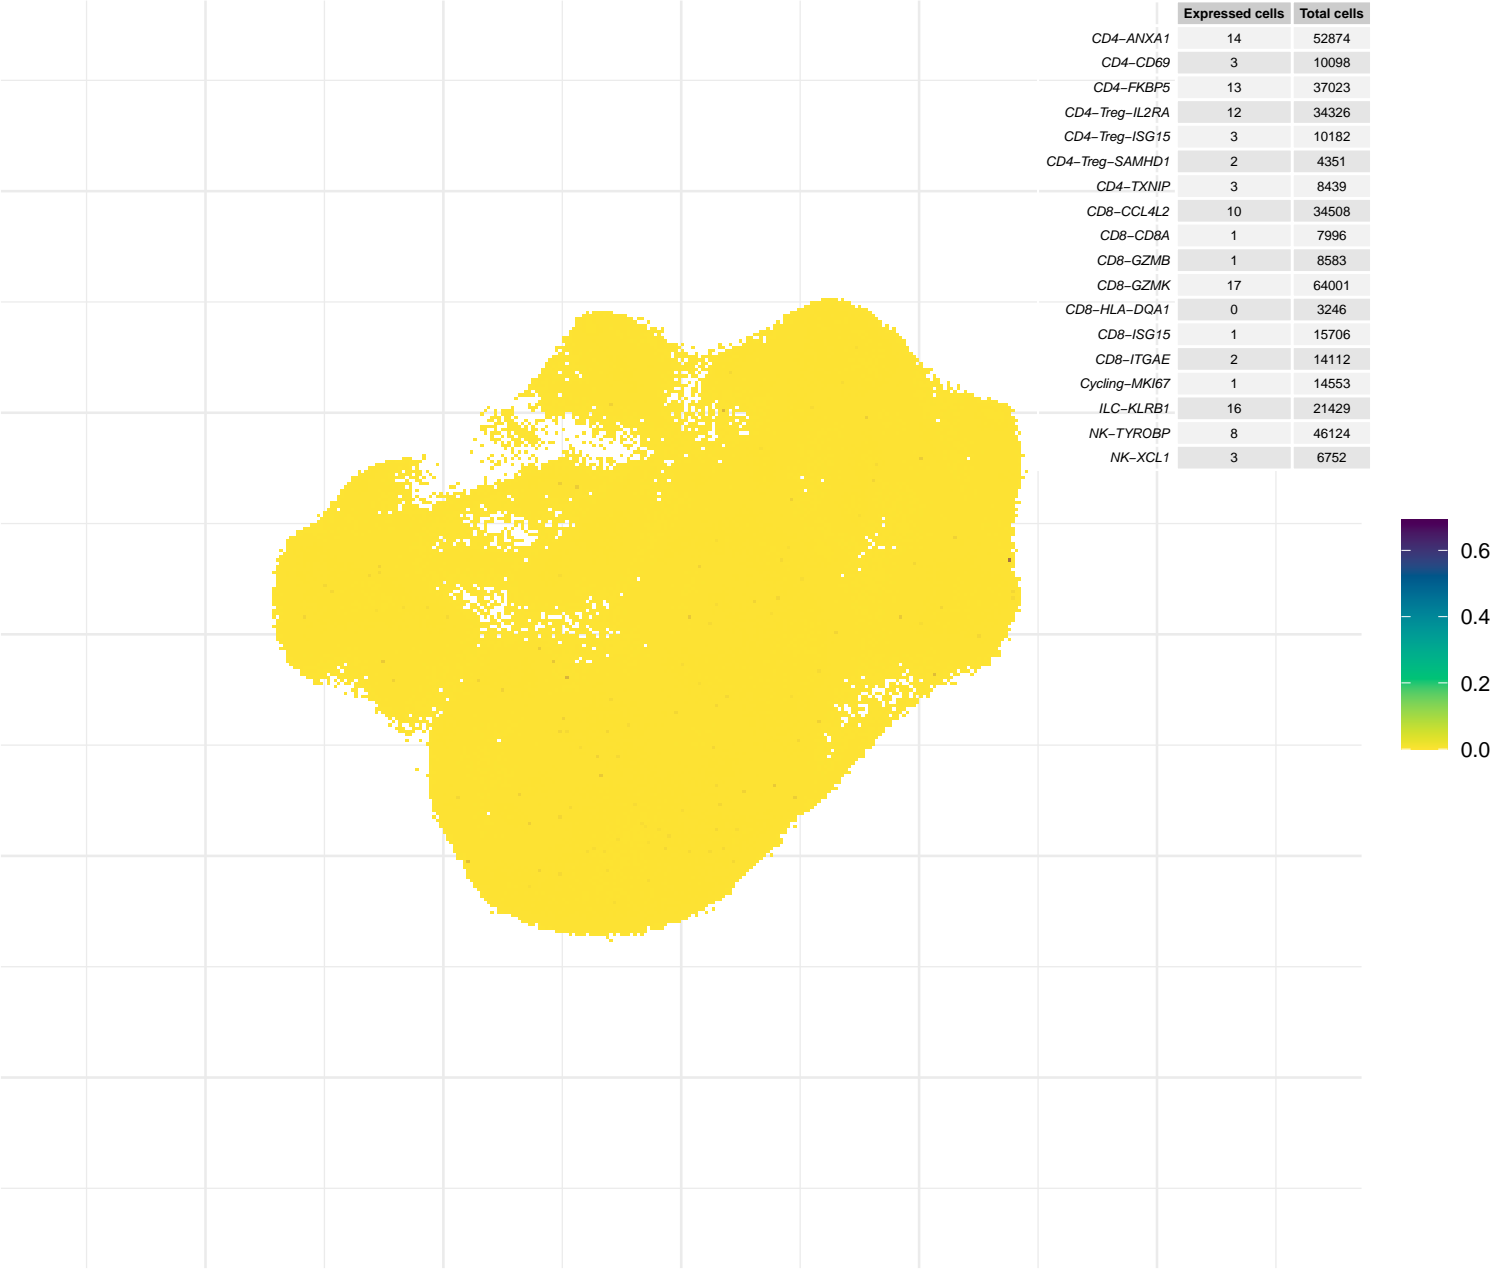 Expressed cells Total cells
CD4−ANXA1 14 52874
CD4−CD69 3 10098
CD4−FKBP5 13 37023
CD4−Treg−IL2RA 12 34326
CD4−Treg−ISG15 3 10182
CD4−Treg−SAMHD1 2 4351
CD4−TXNIP 3 8439
CD8−CCL4L2 10 34508
CD8−CD8A 1 7996
CD8−GZMB 1 8583
CD8−GZMK 17 64001
CD8−HLA−DQA1 0 3246
CD8−ISG15 1 15706
CD8−ITGAE 2 14112
Cycling−MKI67 1 14553
ILC−KLRB1 16 21429
NK−TYROBP 8 46124
NK−XCL1 3 6752
0.6
0.4
0.2
0.0